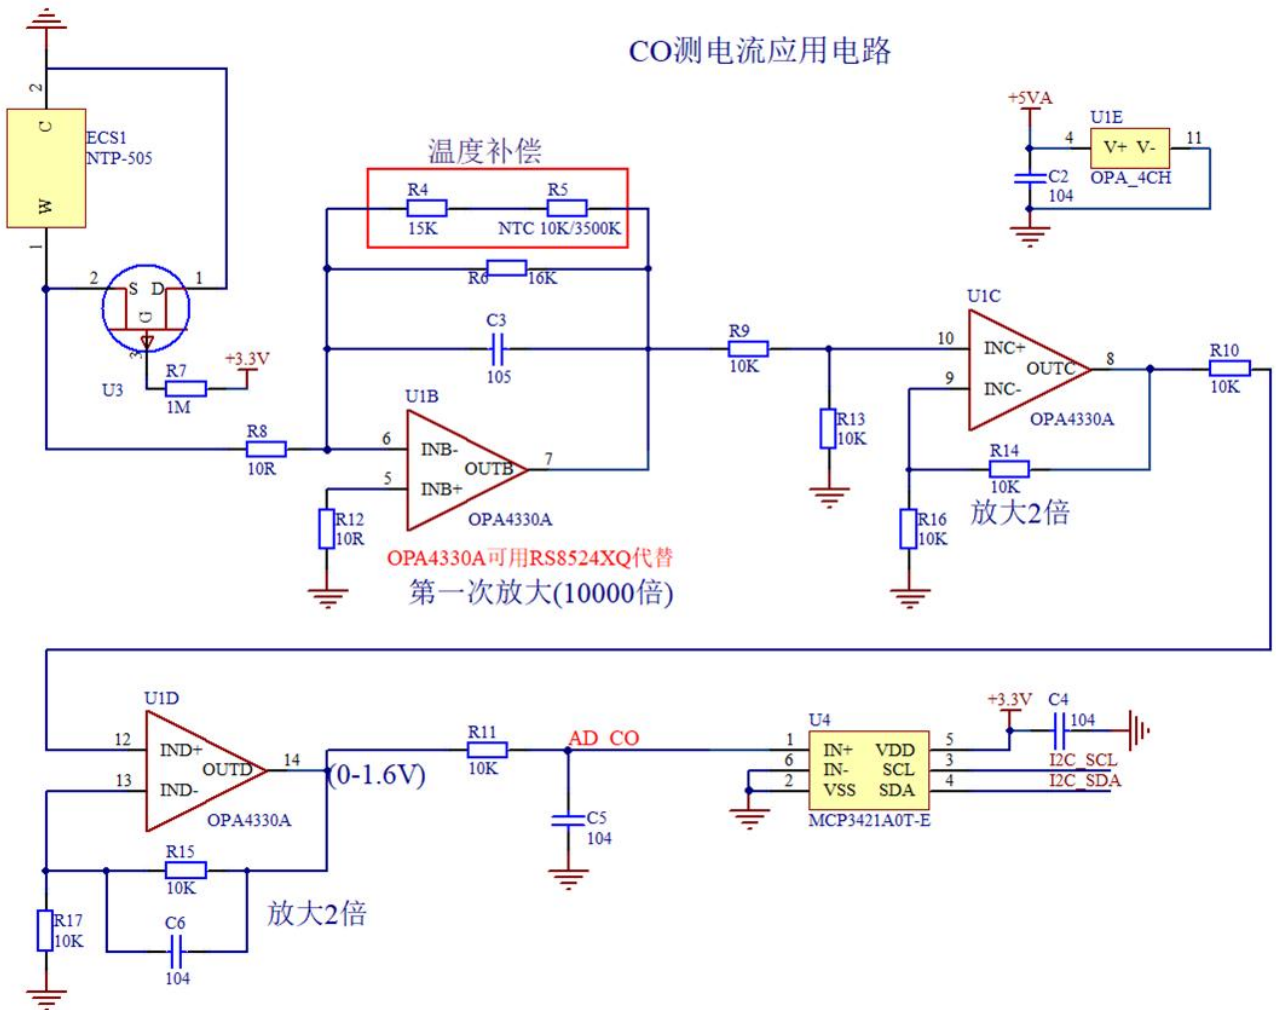 CO测电流应用电路
2
C
ECS1
NTP-505
W
1
温度补偿
R4
15K
R5
NTC 10K/3500K
R6
16K
C3
105
+5VA
U1E
4
V+ V-
11
OPA_4CH
C2
104
2
S D
1
G
3
U3
R7
1M
+3.3V
R8
10R
U1B
6
INB-
OUTB
7
5
INB+
OPA4330A
R12
10R
OPA4330A可用RS8524XQ代替
第一次放大(10000倍)
R9
10K
R13
10K
U1C
10
INC+
OUTC
8
9
INC-
OPA4330A
R14
10K
R16
10K
放大2倍
R10
10K
U1D
12
IND+
OUTD
14
13
IND-
OPA4330A
(0-1.6V)
R15
10K
C6
104
R17
10K
放大2倍
R11
10K
AD_CO
C5
104
U4
1
IN+
VDD
5
6
IN-
SCL
3
2
VSS
SDA
4
MCP3421A0T-E
+3.3V
C4
104
I2C_SCL
I2C_SDA